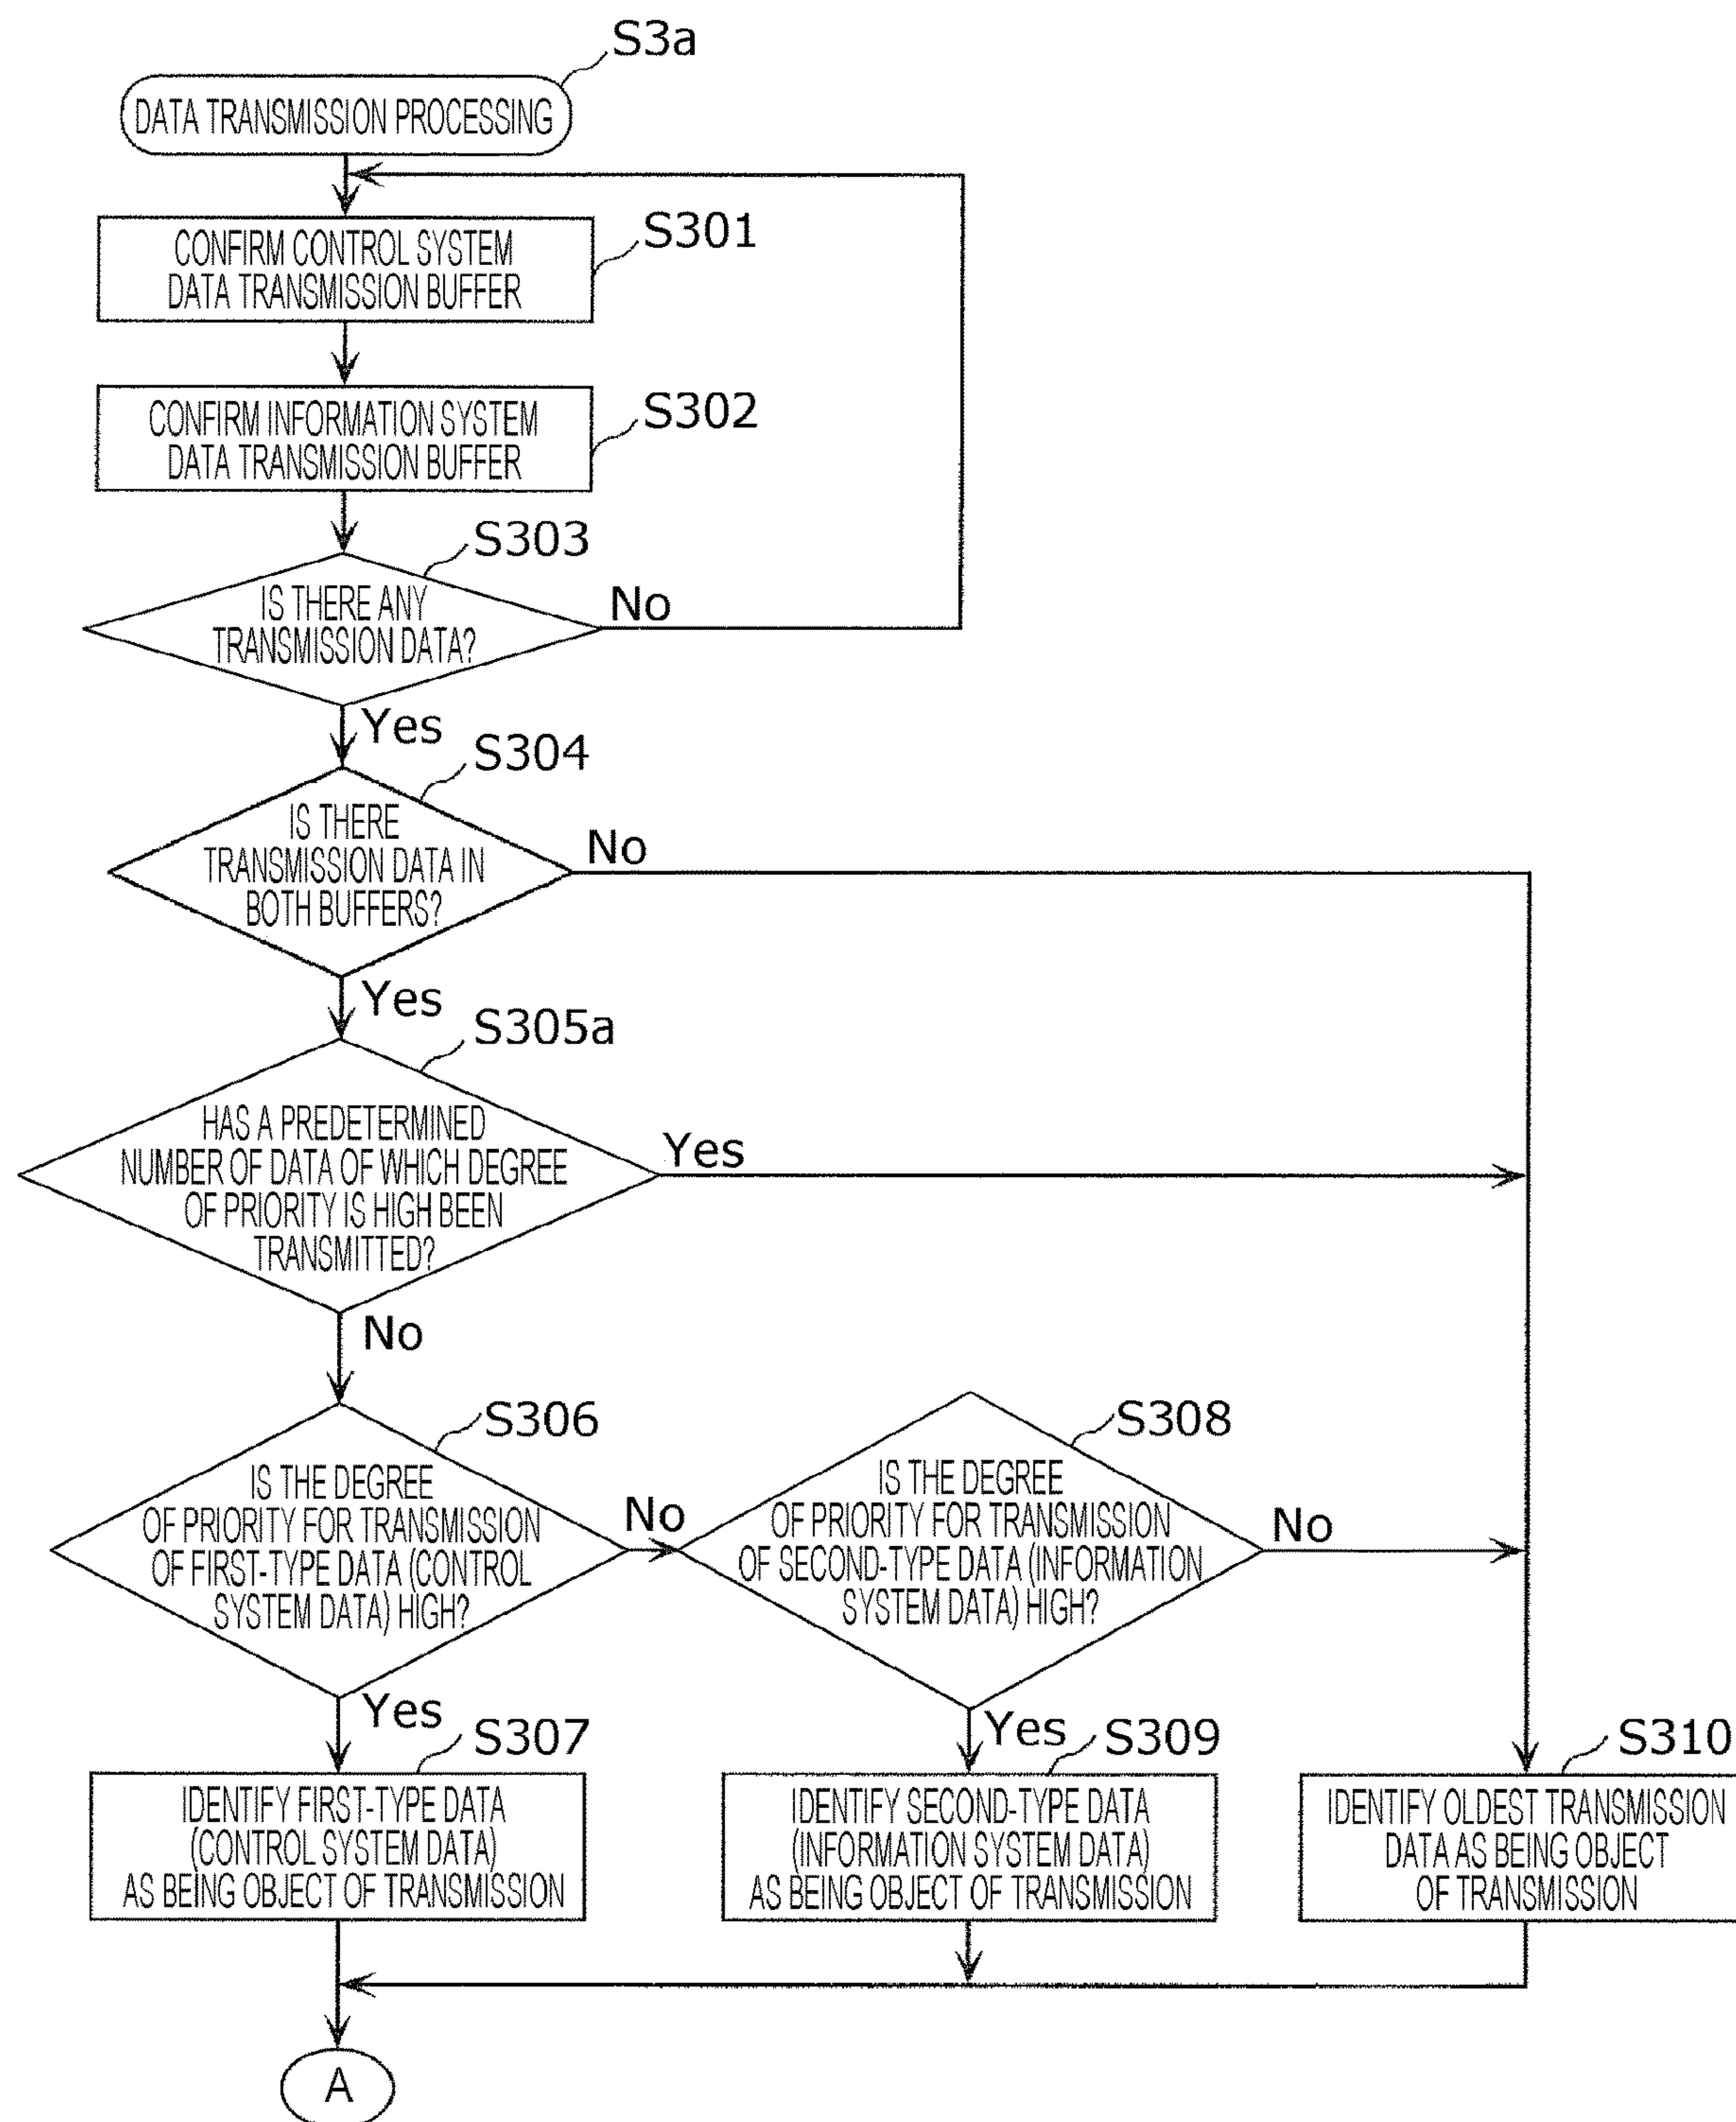 S3a
DATA TRANSMISSION PROCESSING
S301
CONFIRM CONTROL SYSTEM
DATA TRANSMISSION BUFFER
S302
CONFIRM INFORMATION SYSTEM
DATA TRANSMISSION BUFFER
S303
IS THERE ANY
TRANSMISSION DATA?
No
Yes
S304
IS THERE
TRANSMISSION DATA IN
BOTH BUFFERS?
No
Yes
S305a
HAS A PREDETERMINED
NUMBER OF DATA OF WHICH DEGREE
OF PRIORITY IS HIGH BEEN
TRANSMITTED?
Yes
No
S306
IS THE DEGREE
OF PRIORITY FOR TRANSMISSION
OF FIRST-TYPE DATA (CONTROL
SYSTEM DATA) HIGH?
No
Yes
S308
IS THE DEGREE
OF PRIORITY FOR TRANSMISSION
OF SECOND-TYPE DATA (INFORMATION
SYSTEM DATA) HIGH?
No
Yes
S307
IDENTIFY FIRST-TYPE DATA
(CONTROL SYSTEM DATA)
AS BEING OBJECT OF TRANSMISSION
S309
IDENTIFY SECOND-TYPE DATA
(INFORMATION SYSTEM DATA)
AS BEING OBJECT OF TRANSMISSION
S310
IDENTIFY OLDEST TRANSMISSION
DATA AS BEING OBJECT
OF TRANSMISSION
A